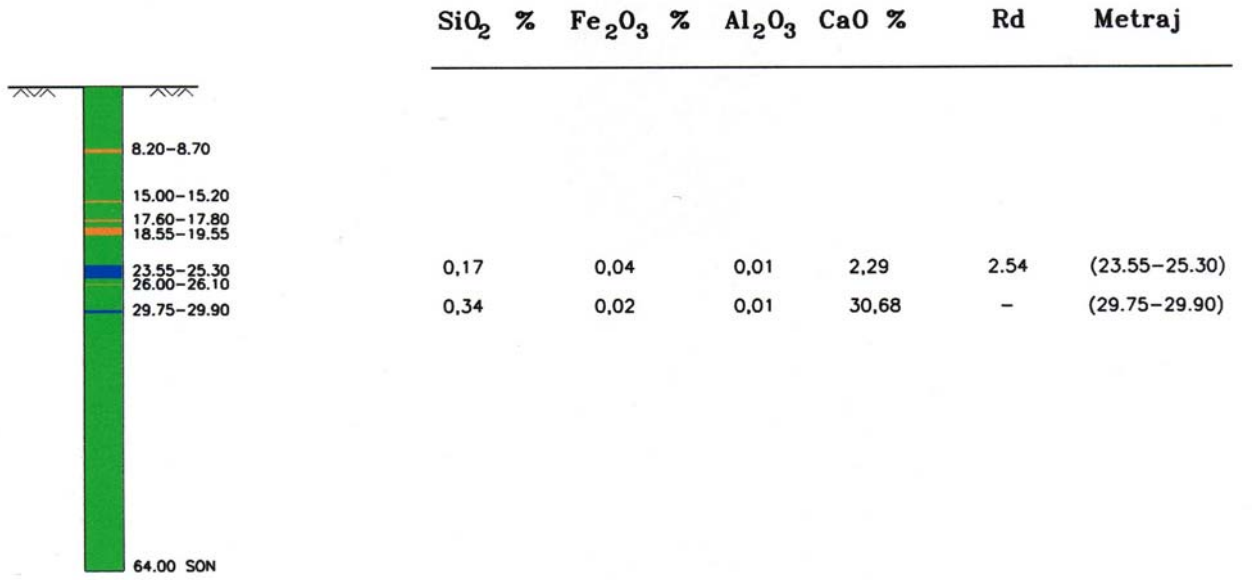 SiO₂ % Fe₂O₃ % Al₂O₃ CaO % Rd Metraj
8.20-8.70
15.00-15.20
17.60-17.80
18.55-19.55
23.55-25.30 0,17 0,04 0,01 2,29 2.54 (23.55-25.30)
26.00-26.10
29.75-29.90 0,34 0,02 0,01 30,68 - (29.75-29.90)
64.00 SON